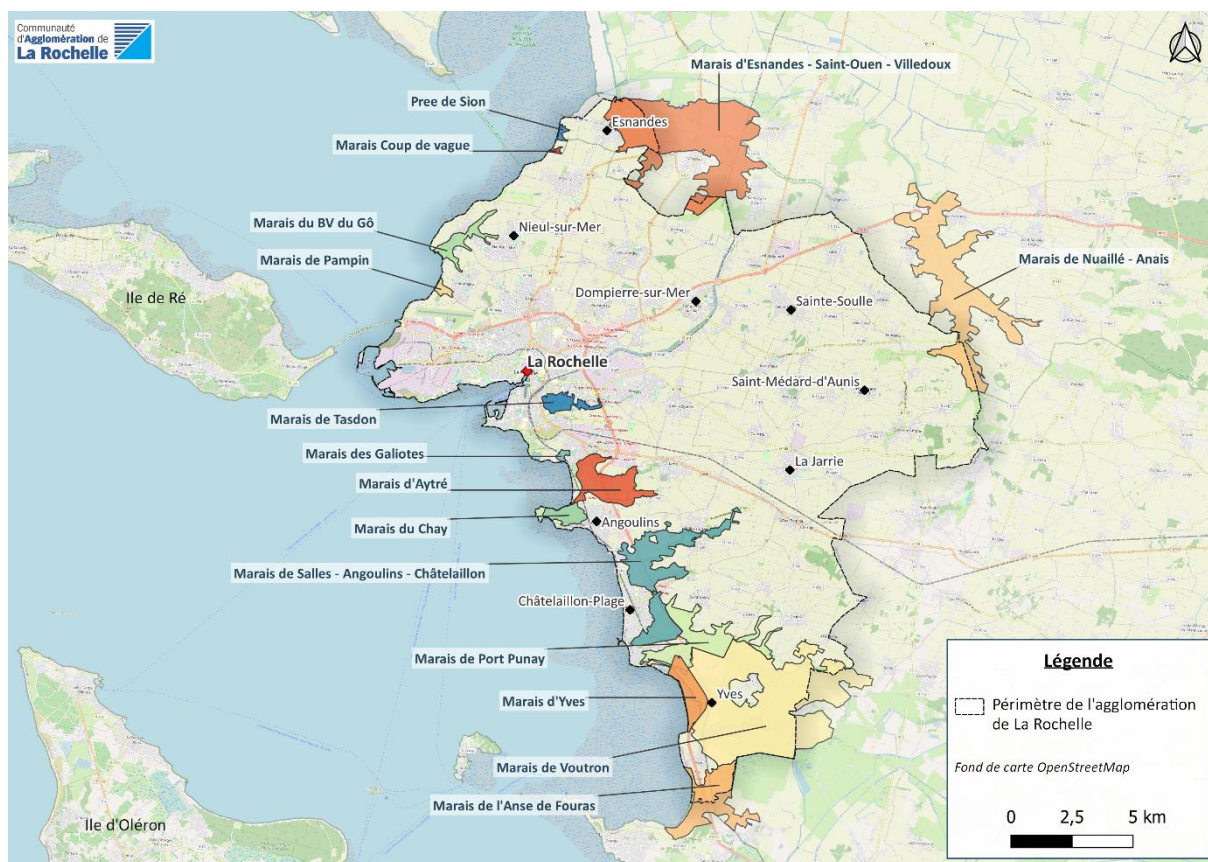 Communauté
d'Agglomération de
La Rochelle
Marais d'Esnandes - Saint-Ouen - Villedoux
Pree de Sion
Esnandes
Marais Coup de vague
Marais du BV du Gô
Nieul-sur-Mer
Marais de Pampin
Marais de Nuaillé - Anais
Ile de Ré
Dompierre-sur-Mer
Sainte-Soulle
La Rochelle
Saint-Médard-d'Aunis
Marais de Tasdon
Marais des Galiotes
La Jarrie
Marais d'Aytré
Marais du Chay
Angoulins
Marais de Salles - Angoulins - Châtelaillon
Châtelaillon-Plage
Marais de Port Punay
Marais d'Yves
Yves
Marais de Voutron
Marais de l'Anse de Fouras
Ile d'Oléron
Légende
Périmètre de l'agglomération
de La Rochelle
Fond de carte OpenStreetMap
0 2,5 5 km